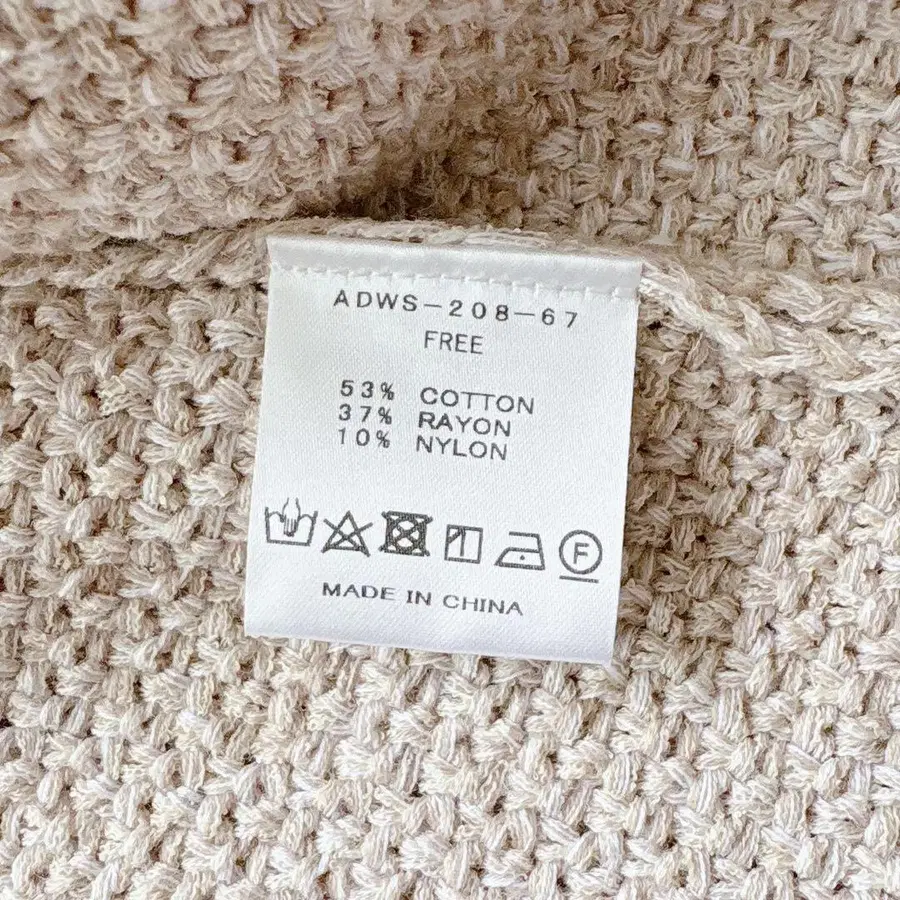 ADWS-208-67
FREE
53% COTTON
37% RAYON
10% NYLON
F
MADE IN CHINA